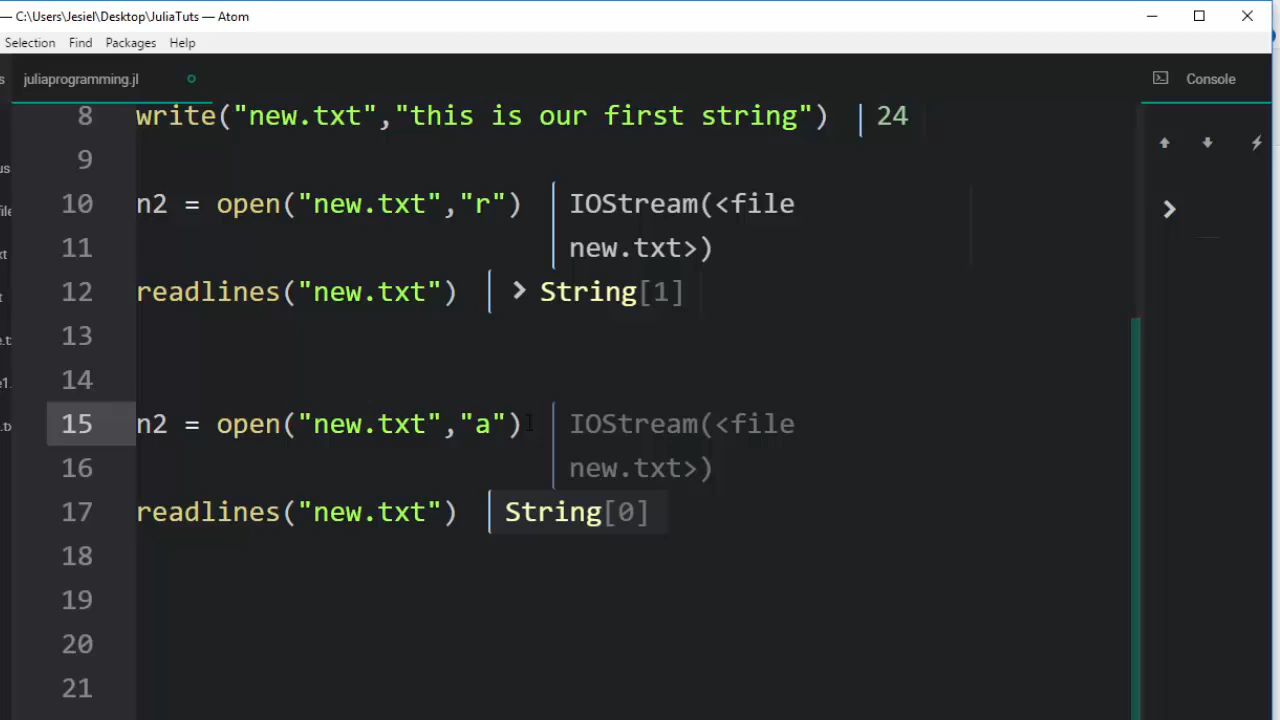 — C:\Users\Jesiel\Desktop\JuliaTuts — Atom
Selection Find Packages Help
juliaprogramming.jl
Console
8 write("new.txt","this is our first string") 24
9
10 n2 = open("new.txt","r") IOStream(<file
11 new.txt>)
12 readlines("new.txt") > String[1]
13
14
15 n2 = open("new.txt","a") IOStream(<file
16 new.txt>)
17 readlines("new.txt") String[0]
18
19
20
21